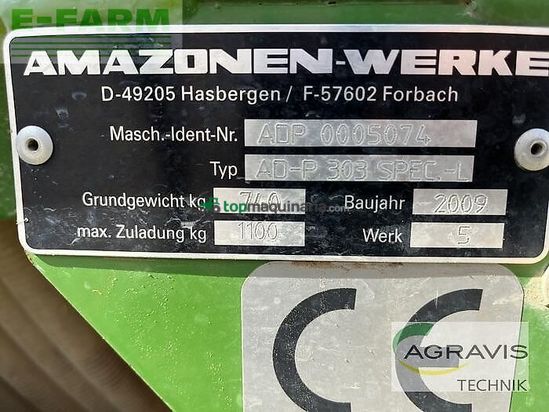 E-FARM
AMAZONEN-WERKE
D-49205 Hasbergen / F-57602 Forbach
Masch.-Ident-Nr. ADP 0005074
Typ AD-P 303 SPEC.-L
Grundgewicht kg 740 Baujahr 2009
topmaquinaria.com
max. Zuladung kg 1100 Werk 5
CE
AGRAVIS
TECHNIK